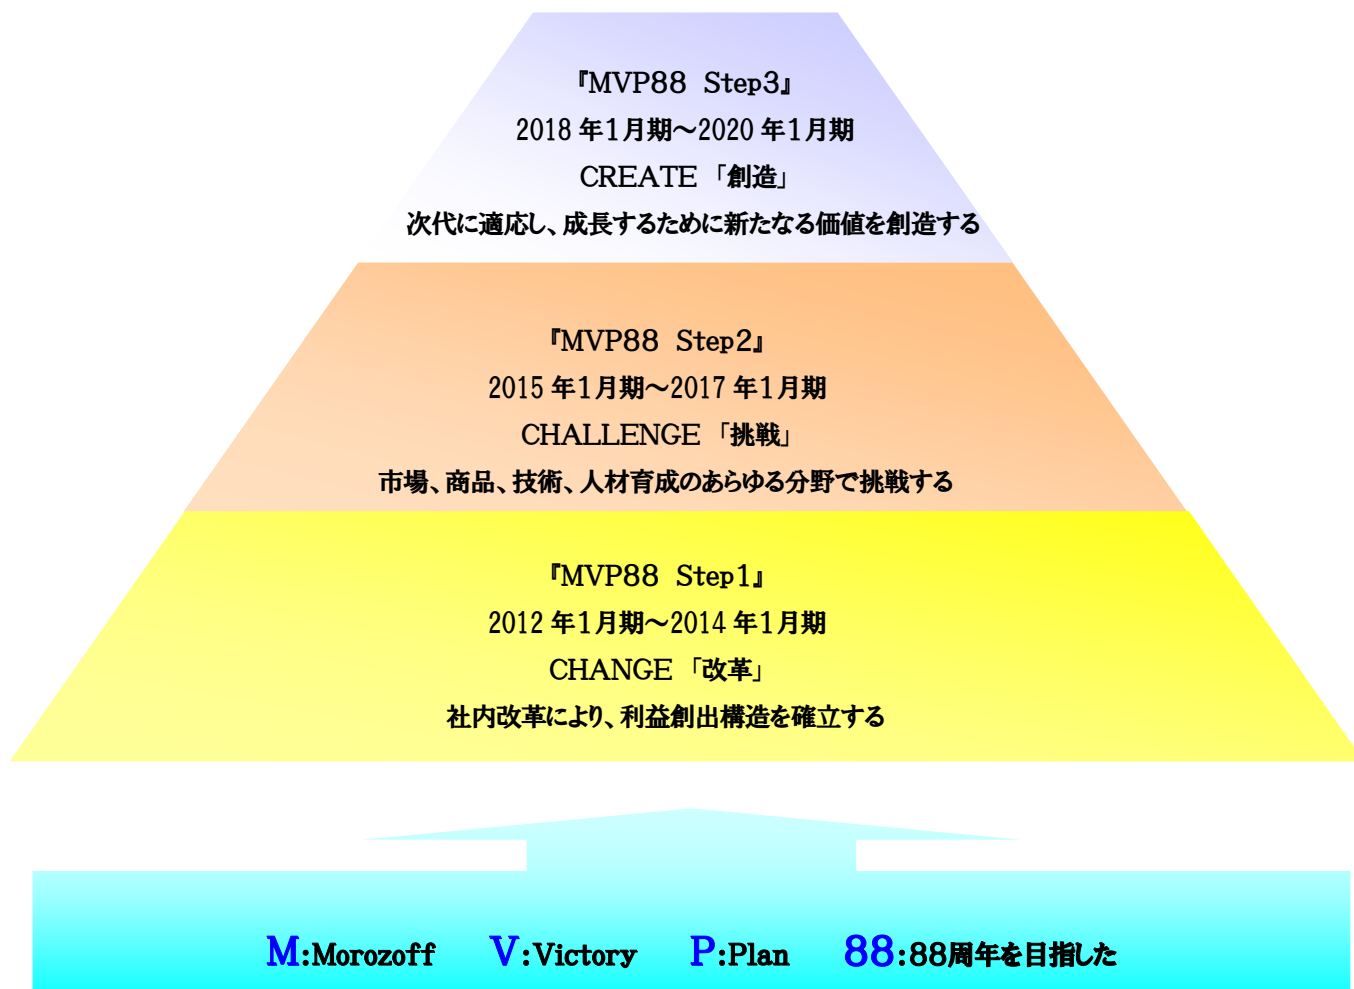 『MVP88 Step3』
2018年1月期～2020年1月期
CREATE「創造」
次代に適応し、成長するために新たなる価値を創造する
『MVP88 Step2』
2015年1月期～2017年1月期
CHALLENGE「挑戦」
市場、商品、技術、人材育成のあらゆる分野で挑戦する
『MVP88 Step1』
2012年1月期～2014年1月期
CHANGE「改革」
社内改革により、利益創出構造を確立する
M:Morozoff V:Victory P:Plan 88:88周年を目指した